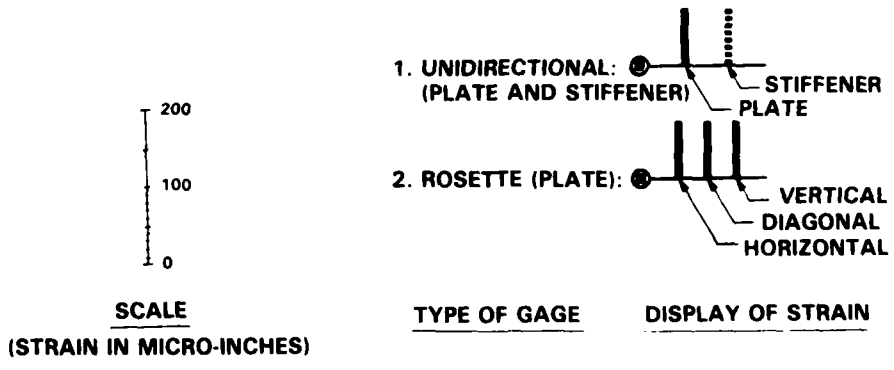 1. UNIDIRECTIONAL:
(PLATE AND STIFFENER)
STIFFENER
PLATE
200
100
0
2. ROSETTE (PLATE):
VERTICAL
DIAGONAL
HORIZONTAL
SCALE
(STRAIN IN MICRO-INCHES)
TYPE OF GAGE
DISPLAY OF STRAIN